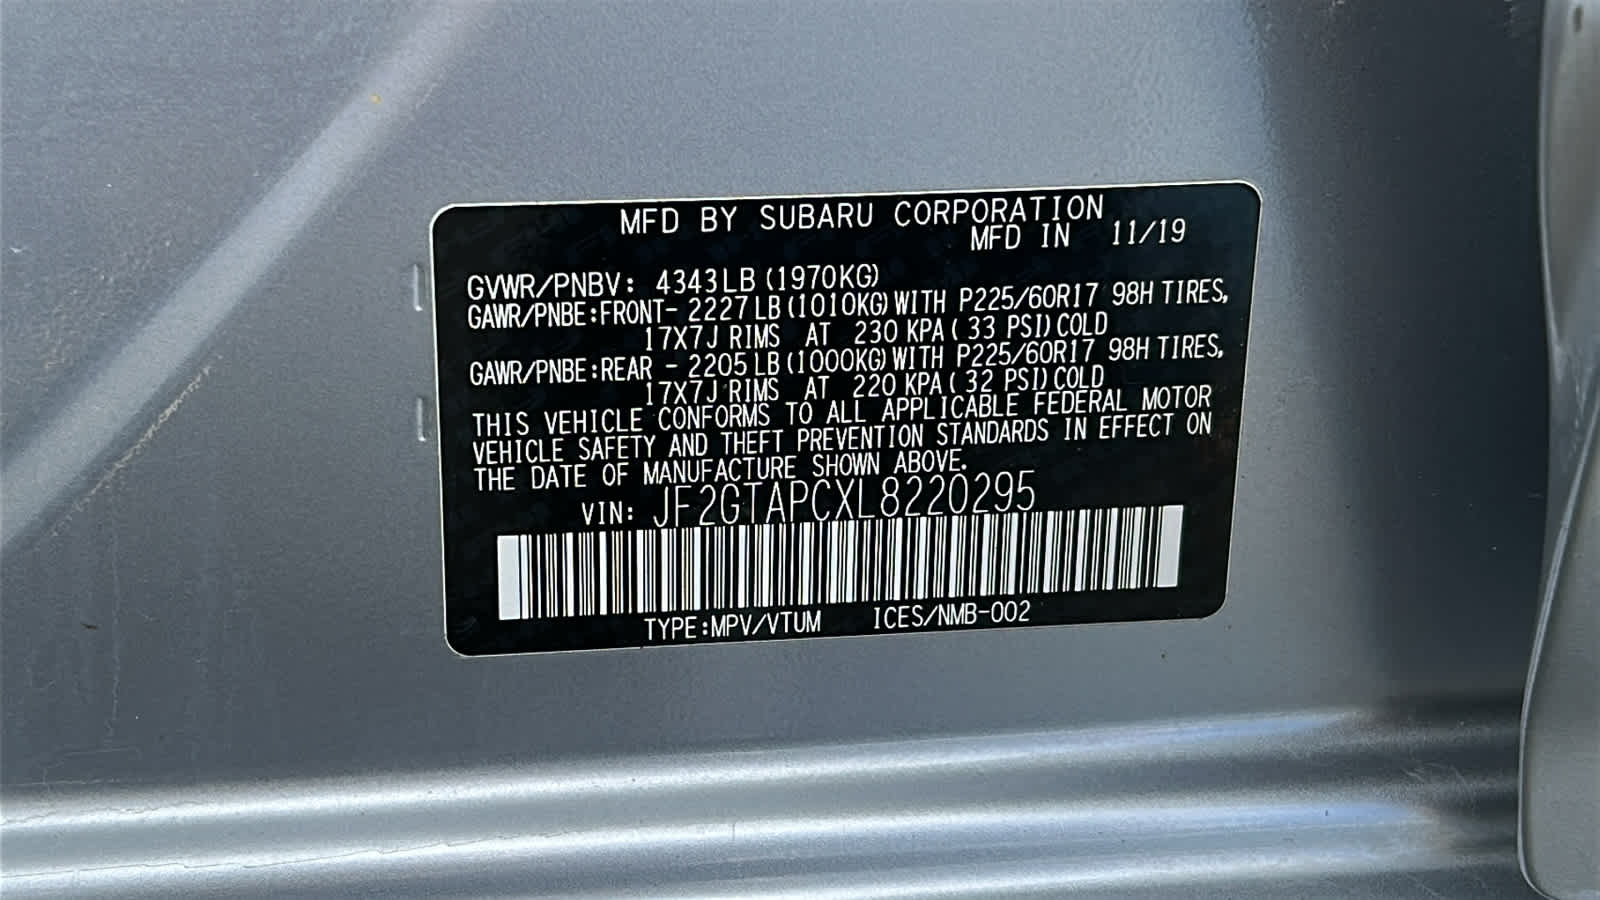 MFD BY SUBARU CORPORATION
MFD IN 11/19
GVWR/PNBV: 4343LB (1970KG)
GAWR/PNBE:FRONT- 2227 LB (1010KG) WITH P225/60R17 98H TIRES,
17X7J RIMS AT 230 KPA ( 33 PSI) COLD
GAWR/PNBE:REAR - 2205 LB (1000KG) WITH P225/60R17 98H TIRES,
17X7J RIMS AT 220 KPA ( 32 PSI) COLD
THIS VEHICLE CONFORMS TO ALL APPLICABLE FEDERAL MOTOR
VEHICLE SAFETY AND THEFT PREVENTION STANDARDS IN EFFECT ON
THE DATE OF MANUFACTURE SHOWN ABOVE.
VIN: JF2GTAPCXL8220295
TYPE:MPV/VTUM ICES/NMB-002